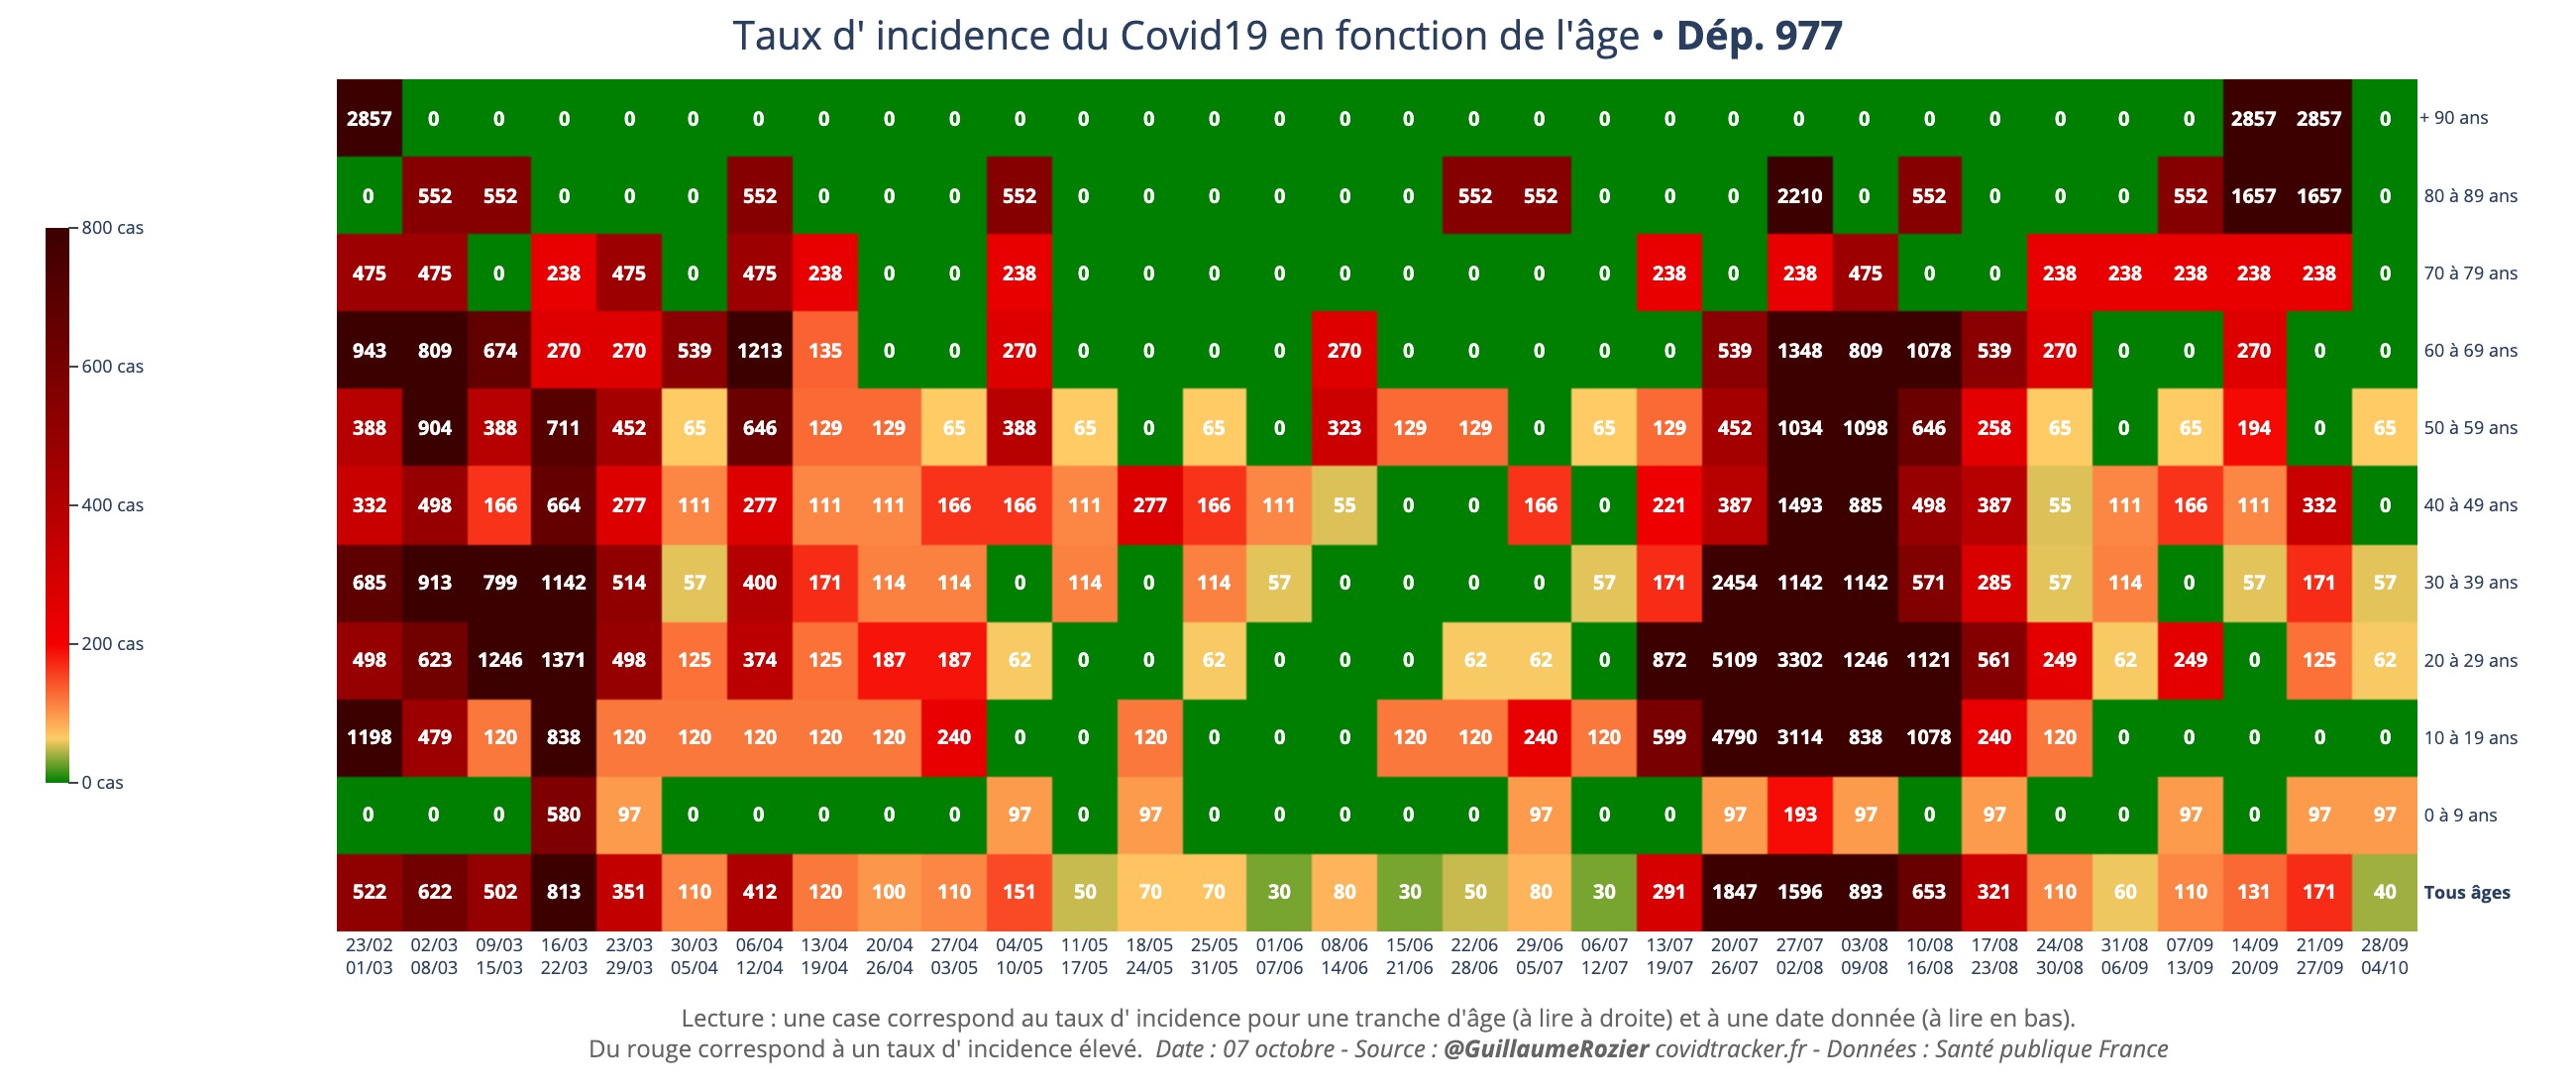 Taux d' incidence du Covid19 en fonction de l'âge • Dép. 977
800 cas
600 cas
400 cas
200 cas
0 cas
2857 0 0 0 0 0 0 0 0 0 0 0 0 0 0 0 0 0 0 0 0 0 0 0 0 0 0 0 0 2857 2857 0 + 90 ans
0 552 552 0 0 0 552 0 0 0 552 0 0 0 0 0 0 552 552 0 0 0 2210 0 552 0 0 0 552 1657 1657 0 80 à 89 ans
475 475 0 238 475 0 475 238 0 0 238 0 0 0 0 0 0 0 0 0 238 0 238 475 0 0 238 238 238 238 238 0 70 à 79 ans
943 809 674 270 270 539 1213 135 0 0 270 0 0 0 0 270 0 0 0 0 0 539 1348 809 1078 539 270 0 0 270 0 0 60 à 69 ans
388 904 388 711 452 65 646 129 129 65 388 65 0 65 0 323 129 129 0 65 129 452 1034 1098 646 258 65 0 65 194 0 65 50 à 59 ans
332 498 166 664 277 111 277 111 111 166 166 111 277 166 111 55 0 0 166 0 221 387 1493 885 498 387 55 111 166 111 332 0 40 à 49 ans
685 913 799 1142 514 57 400 171 114 114 0 114 0 114 57 0 0 0 0 57 171 2454 1142 1142 571 285 57 114 0 57 171 57 30 à 39 ans
498 623 1246 1371 498 125 374 125 187 187 62 0 0 62 0 0 0 62 62 0 872 5109 3302 1246 1121 561 249 62 249 0 125 62 20 à 29 ans
1198 479 120 838 120 120 120 120 120 240 0 0 120 0 0 0 120 120 240 120 599 4790 3114 838 1078 240 120 0 0 0 0 0 10 à 19 ans
0 0 0 580 97 0 0 0 0 0 97 0 97 0 0 0 0 0 97 0 0 97 193 97 0 97 0 0 97 0 97 97 0 à 9 ans
522 622 502 813 351 110 412 120 100 110 151 50 70 70 30 80 30 50 80 30 291 1847 1596 893 653 321 110 60 110 131 171 40 Tous âges
23/02 02/03 09/03 16/03 23/03 30/03 06/04 13/04 20/04 27/04 04/05 11/05 18/05 25/05 01/06 08/06 15/06 22/06 29/06 06/07 13/07 20/07 27/07 03/08 10/08 17/08 24/08 31/08 07/09 14/09 21/09 28/09
01/03 08/03 15/03 22/03 29/03 05/04 12/04 19/04 26/04 03/05 10/05 17/05 24/05 31/05 07/06 14/06 21/06 28/06 05/07 12/07 19/07 26/07 02/08 09/08 16/08 23/08 30/08 06/09 13/09 20/09 27/09 04/10
Lecture : une case correspond au taux d' incidence pour une tranche d'âge (à lire à droite) et à une date donnée (à lire en bas).
Du rouge correspond à un taux d' incidence élevé. Date : 07 octobre - Source : @GuillaumeRozier covidtracker.fr - Données : Santé publique France